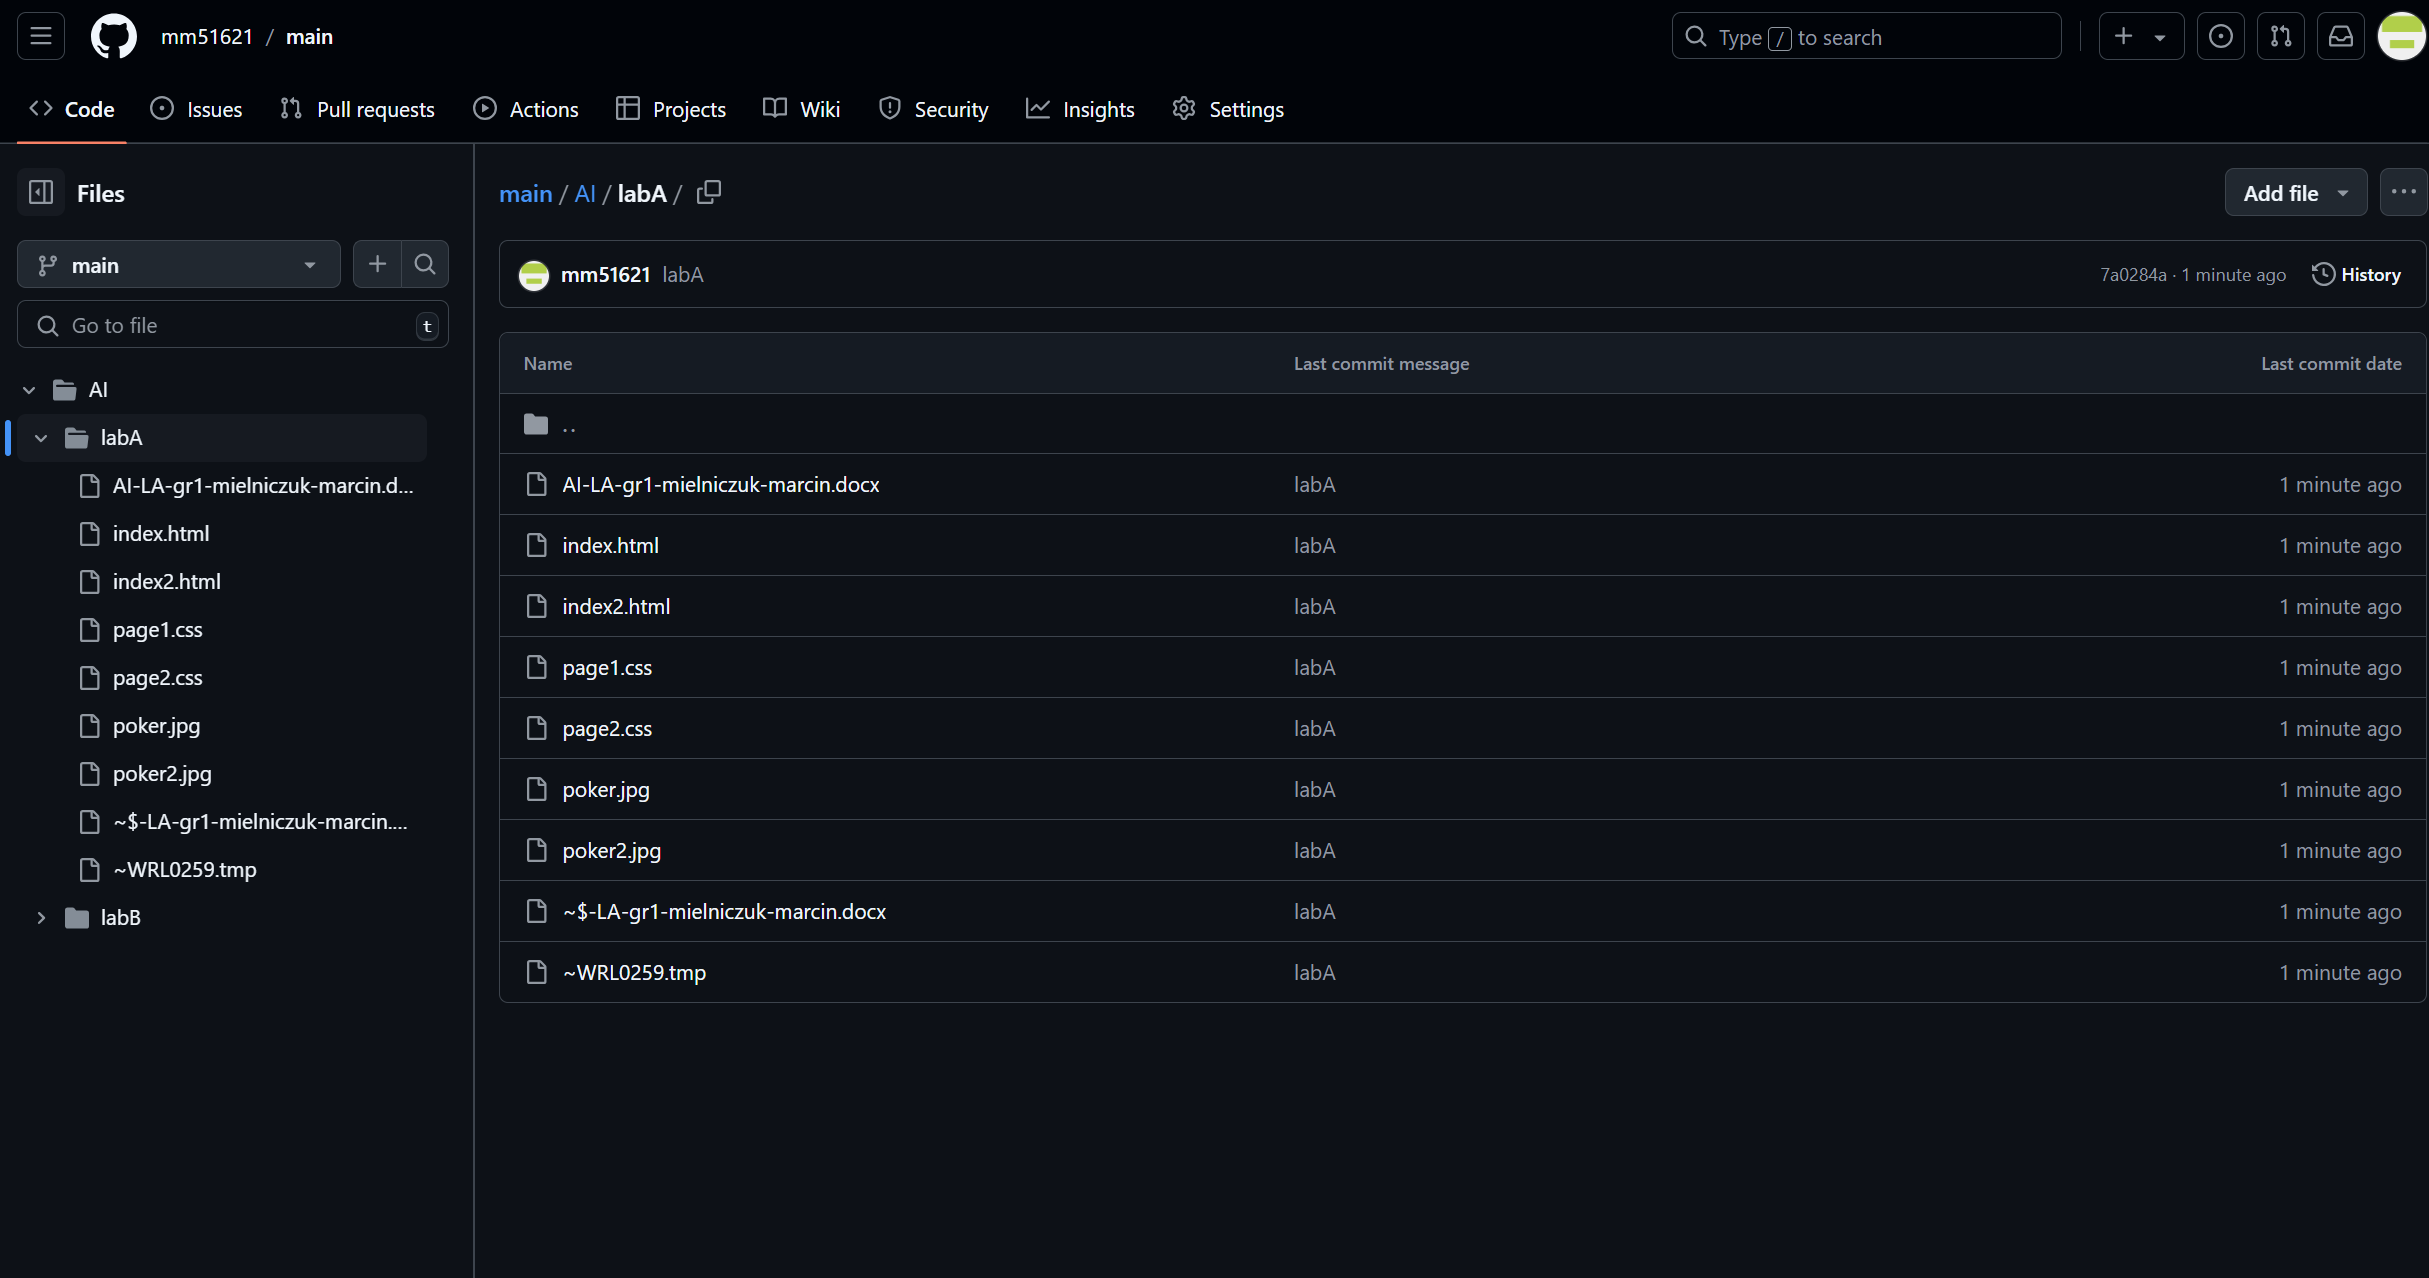 mm51621 / main
Type / to search
Code
Issues
Pull requests
Actions
Projects
Wiki
Security
Insights
Settings
Files
main
Go to file
t
AI
labA
AI-LA-gr1-mielniczuk-marcin.d...
index.html
index2.html
page1.css
page2.css
poker.jpg
poker2.jpg
~$-LA-gr1-mielniczuk-marcin....
~WRL0259.tmp
labB
main / AI / labA /
Add file
mm51621 labA
7a0284a · 1 minute ago
History
Name Last commit message Last commit date
..
AI-LA-gr1-mielniczuk-marcin.docx labA 1 minute ago
index.html labA 1 minute ago
index2.html labA 1 minute ago
page1.css labA 1 minute ago
page2.css labA 1 minute ago
poker.jpg labA 1 minute ago
poker2.jpg labA 1 minute ago
~$-LA-gr1-mielniczuk-marcin.docx labA 1 minute ago
~WRL0259.tmp labA 1 minute ago